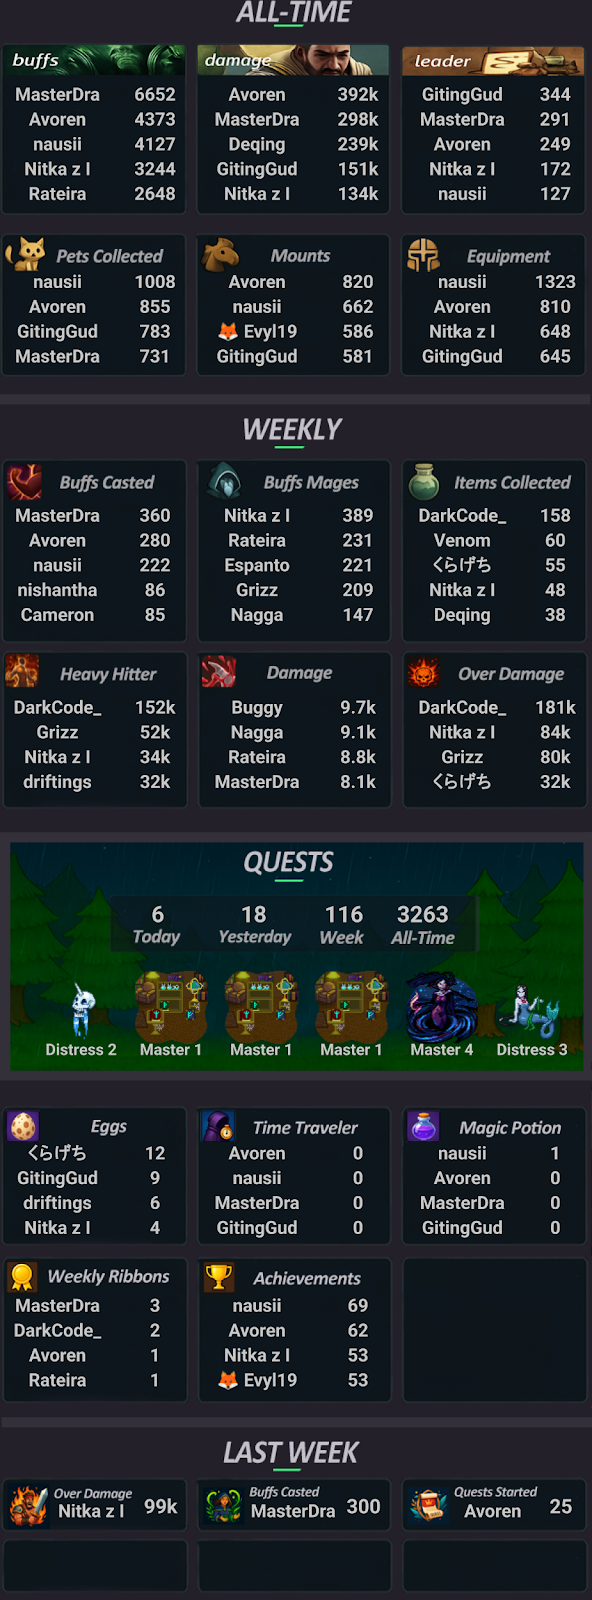 ALL-TIME
buffs
MasterDra 6652
Avoren 4373
nausii 4127
Nitka z I 3244
Rateira 2648
damage
Avoren 392k
MasterDra 298k
Deqing 239k
GitingGud 151k
Nitka z I 134k
leader
GitingGud 344
MasterDra 291
Avoren 249
Nitka z I 172
nausii 127
Pets Collected
nausii 1008
Avoren 855
GitingGud 783
MasterDra 731
Mounts
Avoren 820
nausii 662
🦊 Evyl19 586
GitingGud 581
Equipment
nausii 1323
Avoren 810
Nitka z I 648
GitingGud 645
WEEKLY
Buffs Casted
MasterDra 360
Avoren 280
nausii 222
nishantha 86
Cameron 85
Buffs Mages
Nitka z I 389
Rateira 231
Espanto 221
Grizz 209
Nagga 147
Items Collected
DarkCode_ 158
Venom 60
くらげち 55
Nitka z I 48
Deqing 38
Heavy Hitter
DarkCode_ 152k
Grizz 52k
Nitka z I 34k
driftings 32k
Damage
Buggy 9.7k
Nagga 9.1k
Rateira 8.8k
MasterDra 8.1k
Over Damage
DarkCode_ 181k
Nitka z I 84k
Grizz 80k
くらげち 32k
QUESTS
6 18 116 3263
Today Yesterday Week All-Time
Distress 2 Master 1 Master 1 Master 1 Master 4 Distress 3
Eggs
くらげち 12
GitingGud 9
driftings 6
Nitka z I 4
Time Traveler
Avoren 0
nausii 0
MasterDra 0
GitingGud 0
Magic Potion
nausii 1
Avoren 0
MasterDra 0
GitingGud 0
Weekly Ribbons
MasterDra 3
DarkCode_ 2
Avoren 1
Rateira 1
Achievements
nausii 69
Avoren 62
Nitka z I 53
🦊 Evyl19 53
LAST WEEK
Over Damage
Nitka z I 99k
Buffs Casted
MasterDra 300
Quests Started
Avoren 25